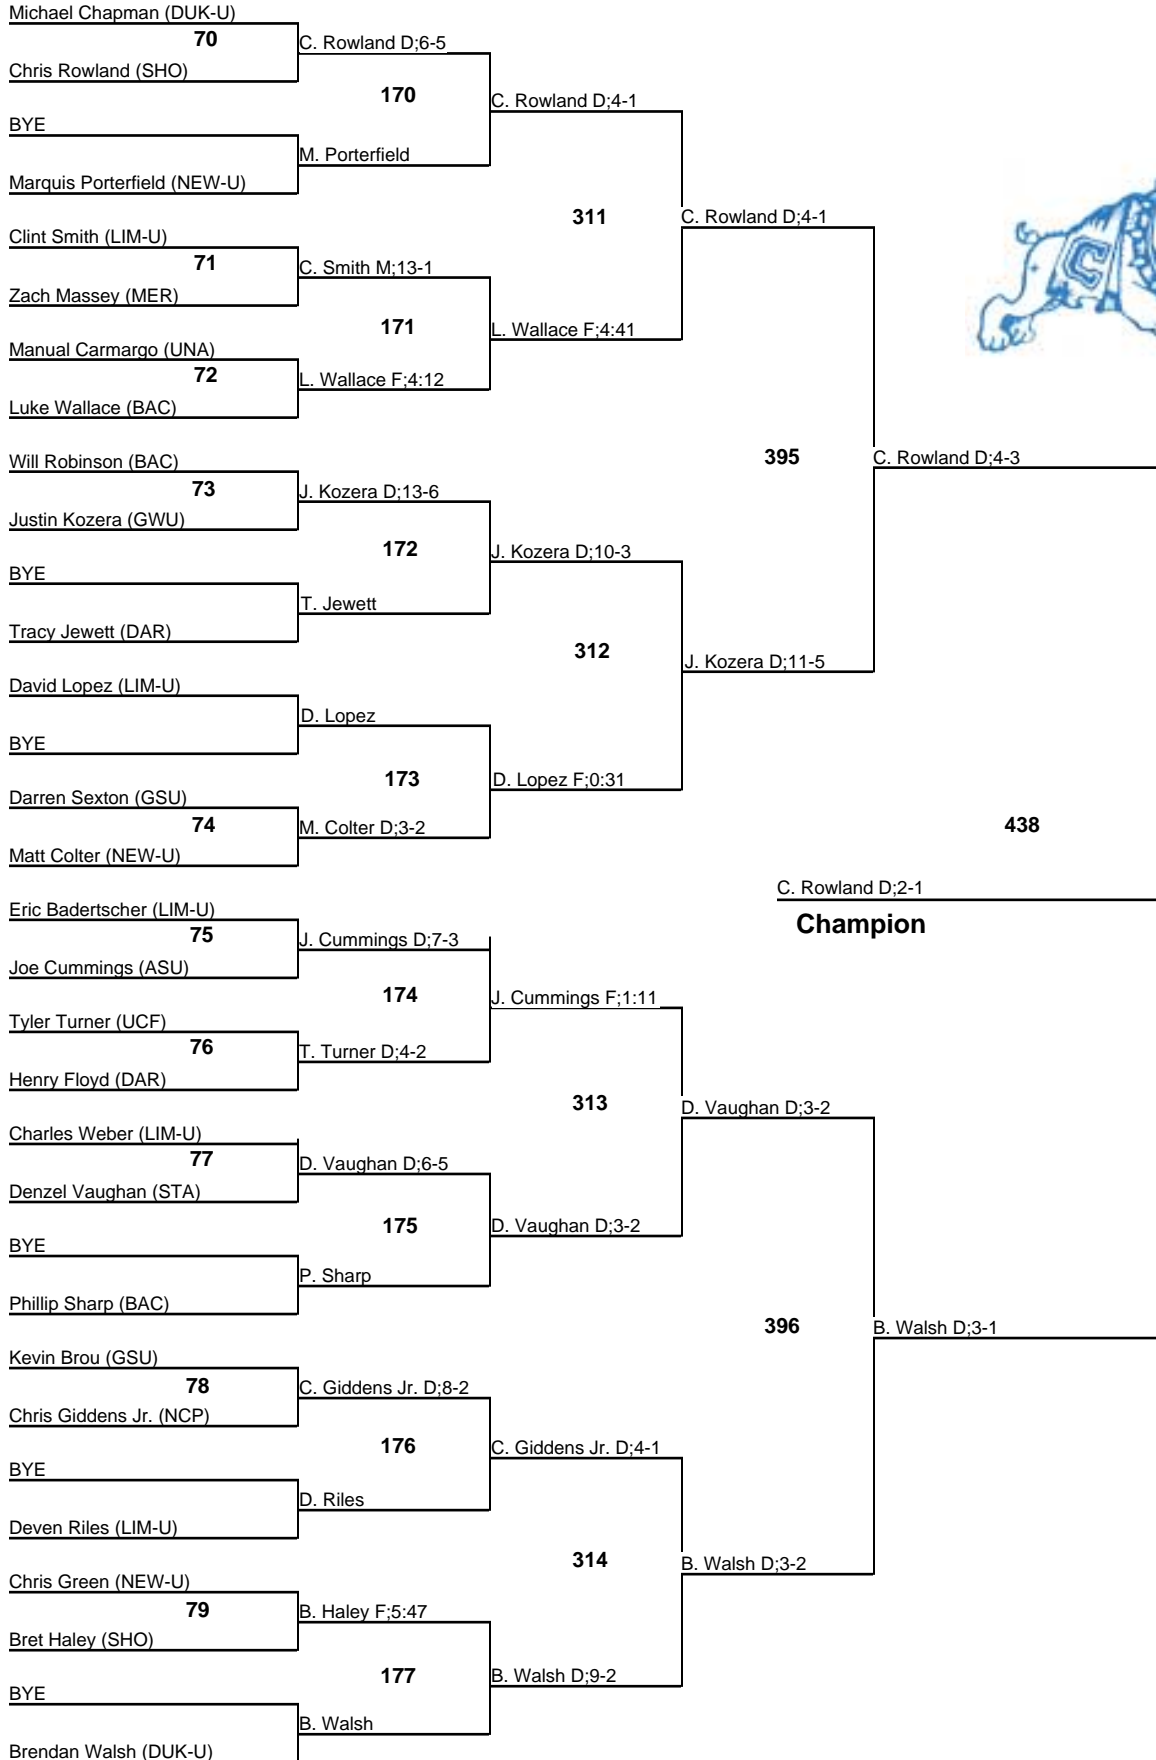 Michael Chapman (DUK-U)
70
C. Rowland D;6-5
Chris Rowland (SHO)
170
C. Rowland D;4-1
BYE
M. Porterfield
Marquis Porterfield (NEW-U)
311
C. Rowland D;4-1
Clint Smith (LIM-U)
71
C. Smith M;13-1
Zach Massey (MER)
171
L. Wallace F;4:41
Manual Carmargo (UNA)
72
L. Wallace F;4:12
Luke Wallace (BAC)
395
C. Rowland D;4-3
Will Robinson (BAC)
73
J. Kozera D;13-6
Justin Kozera (GWU)
172
J. Kozera D;10-3
BYE
T. Jewett
Tracy Jewett (DAR)
312
J. Kozera D;11-5
David Lopez (LIM-U)
D. Lopez
BYE
173
D. Lopez F;0:31
Darren Sexton (GSU)
74
M. Colter D;3-2
Matt Colter (NEW-U)
438
C. Rowland D;2-1
Champion
Eric Badertscher (LIM-U)
75
J. Cummings D;7-3
Joe Cummings (ASU)
174
J. Cummings F;1:11
Tyler Turner (UCF)
76
T. Turner D;4-2
Henry Floyd (DAR)
313
D. Vaughan D;3-2
Charles Weber (LIM-U)
77
D. Vaughan D;6-5
Denzel Vaughan (STA)
175
D. Vaughan D;3-2
BYE
P. Sharp
Phillip Sharp (BAC)
396
B. Walsh D;3-1
Kevin Brou (GSU)
78
C. Giddens Jr. D;8-2
Chris Giddens Jr. (NCP)
176
C. Giddens Jr. D;4-1
BYE
D. Riles
Deven Riles (LIM-U)
314
B. Walsh D;3-2
Chris Green (NEW-U)
79
B. Haley F;5:47
Bret Haley (SHO)
177
B. Walsh D;9-2
BYE
B. Walsh
Brendan Walsh (DUK-U)
C